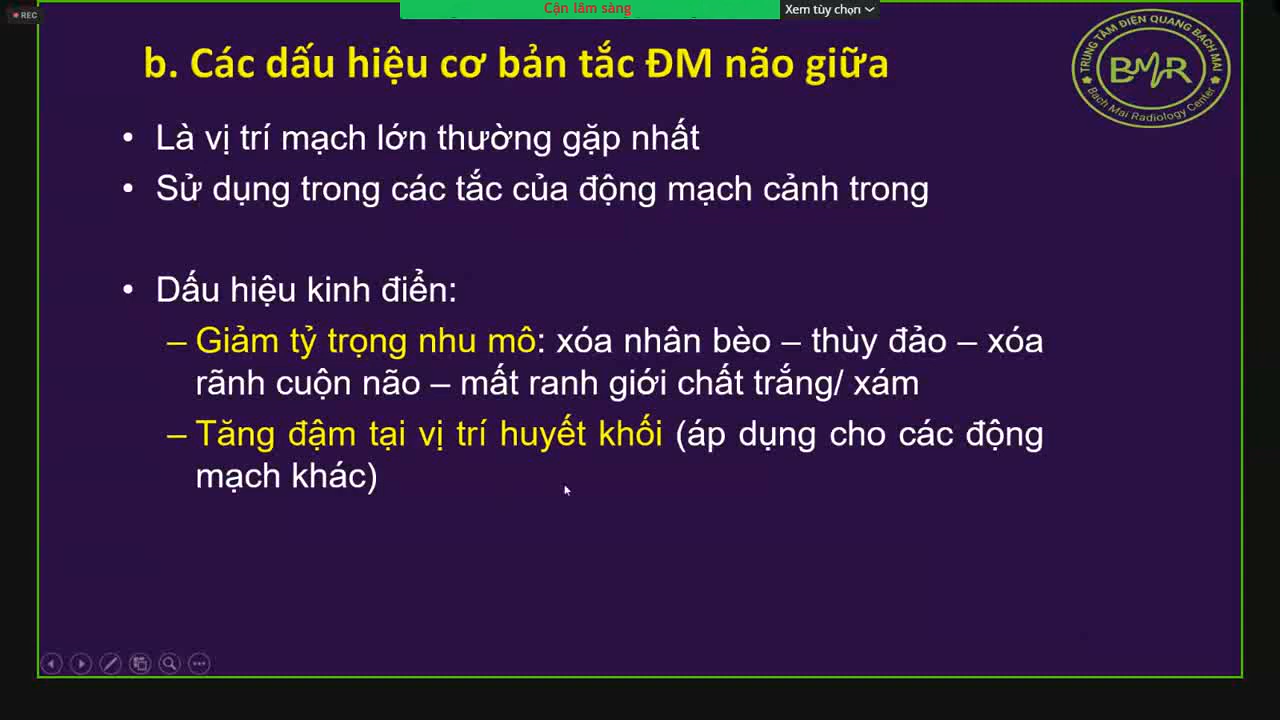 REC
Cận lâm sàng
Xem tùy chọn
b. Các dấu hiệu cơ bản tắc ĐM não giữa
TRUNG TÂM ĐIỆN QUANG BẠCH MAI
BMR
Bach Mai Radiology Center
• Là vị trí mạch lớn thường gặp nhất
• Sử dụng trong các tắc của động mạch cảnh trong
• Dấu hiệu kinh điển:
– Giảm tỷ trọng nhu mô: xóa nhân bèo – thùy đảo – xóa
rãnh cuộn não – mất ranh giới chất trắng/ xám
– Tăng đậm tại vị trí huyết khối (áp dụng cho các động
mạch khác)